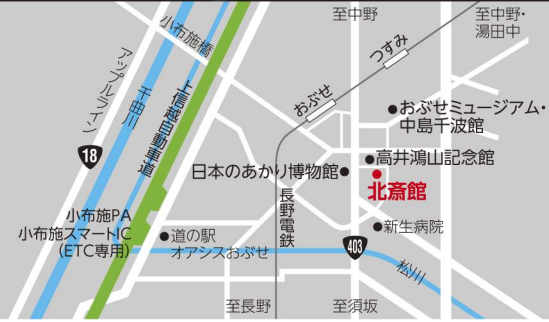 至中野
至中野・
湯田中
小布施橋
つすみ
アップルライン
千曲川
上信越自動車道
おぶせ
おぶせミュージアム・
中島千波館
18
高井鴻山記念館
日本のあかり博物館
北斎館
長野電鉄
小布施PA
小布施スマートIC
(ETC専用)
道の駅
オアシスおぶせ
新生病院
403
松川
至長野
至須坂